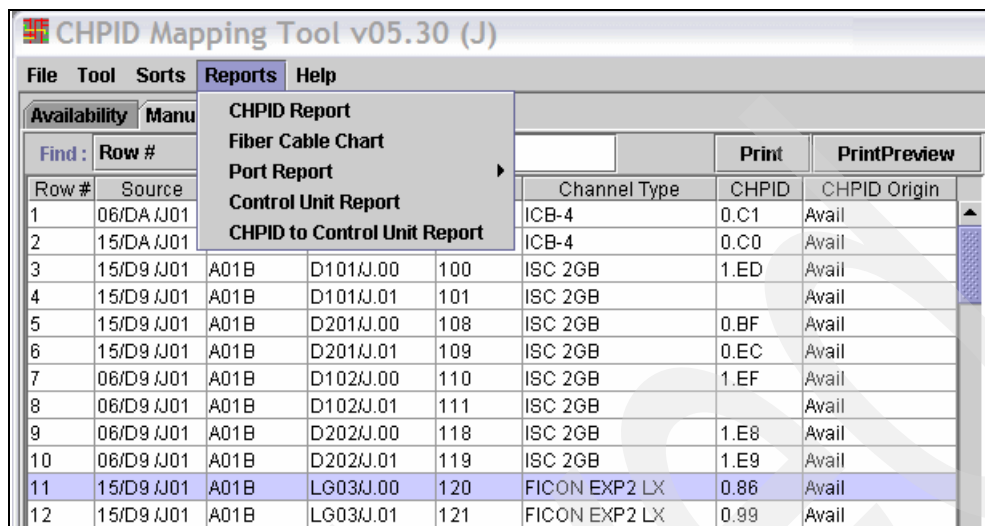 CHPID Mapping Tool v05.30 (J)
File Tool Sorts Reports Help
Availability Manu
CHPID Report
Fiber Cable Chart
Port Report
Control Unit Report
CHPID to Control Unit Report
Find : Row # Print PrintPreview
Row # Source Channel Type CHPID CHPID Origin
1 06/DA/J01 ICB-4 0.C1 Avail
2 15/DA/J01 ICB-4 0.C0 Avail
3 15/D9/J01 A01B D101/J.00 100 ISC 2GB 1.ED Avail
4 15/D9/J01 A01B D101/J.01 101 ISC 2GB Avail
5 15/D9/J01 A01B D201/J.00 108 ISC 2GB 0.BF Avail
6 15/D9/J01 A01B D201/J.01 109 ISC 2GB 0.EC Avail
7 06/D9/J01 A01B D102/J.00 110 ISC 2GB 1.EF Avail
8 06/D9/J01 A01B D102/J.01 111 ISC 2GB Avail
9 06/D9/J01 A01B D202/J.00 118 ISC 2GB 1.E8 Avail
10 06/D9/J01 A01B D202/J.01 119 ISC 2GB 1.E9 Avail
11 15/D9/J01 A01B LG03/J.00 120 FICON EXP2 LX 0.86 Avail
12 15/D9/J01 A01B LG03/J.01 121 FICON EXP2 LX 0.99 Avail